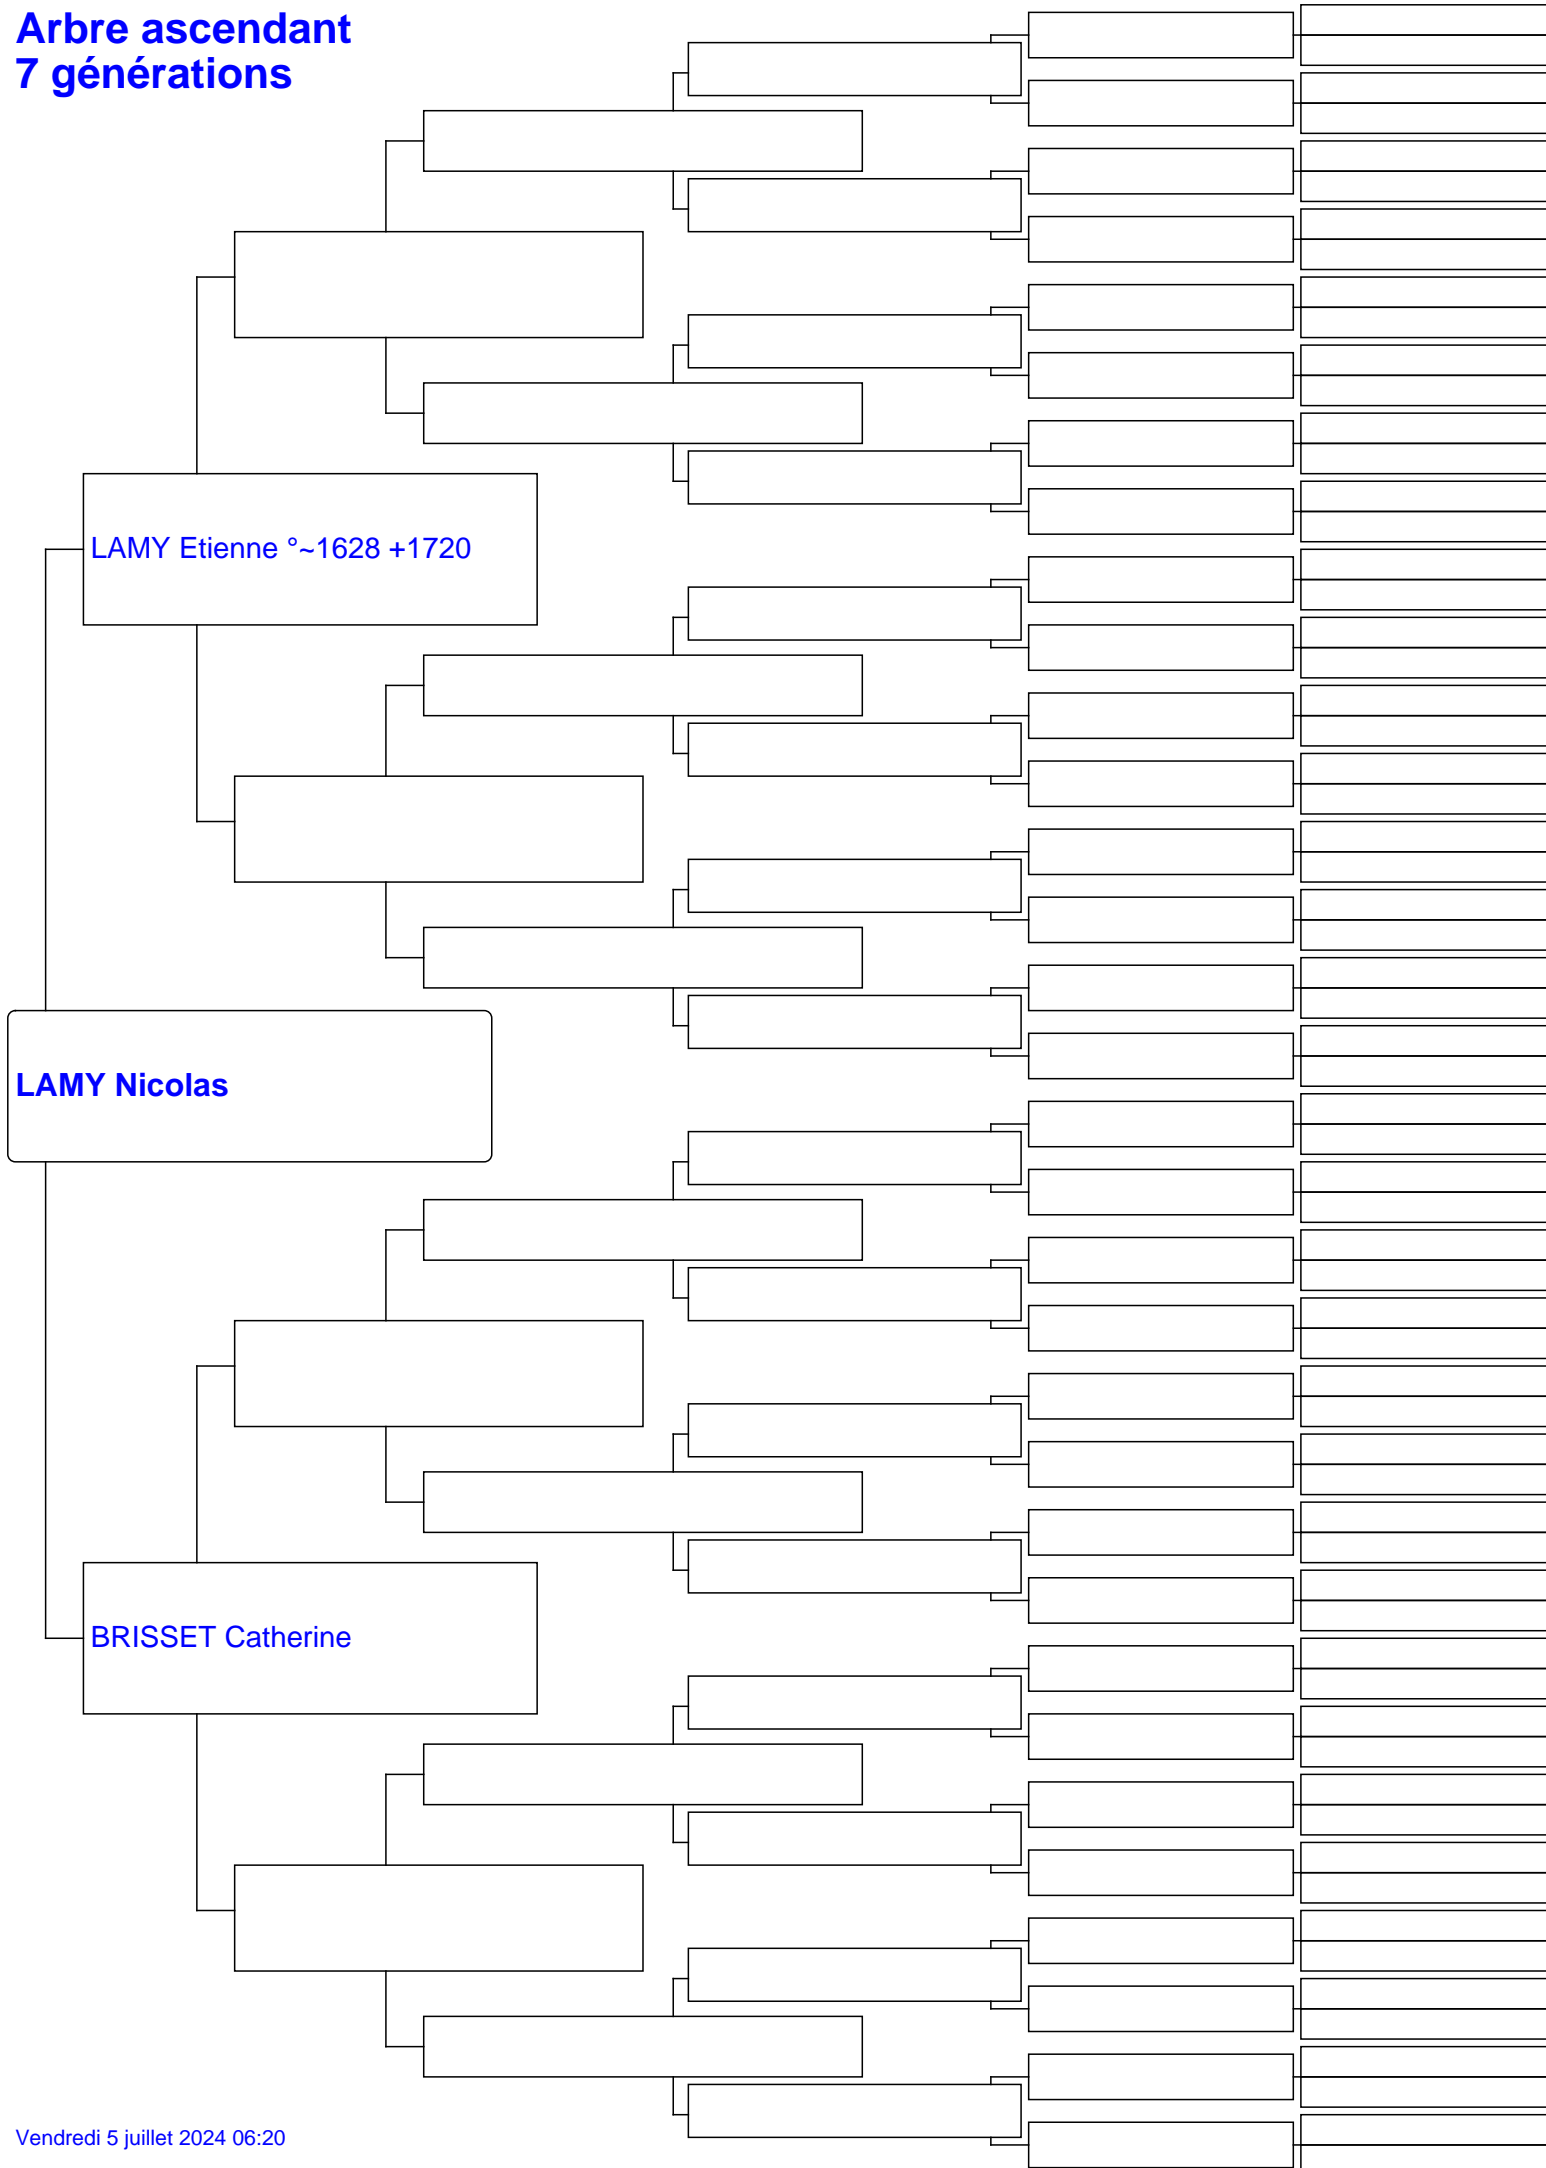 Arbre ascendant
7 générations
LAMY Etienne °~1628 +1720
LAMY Nicolas
BRISSET Catherine
Vendredi 5 juillet 2024 06:20